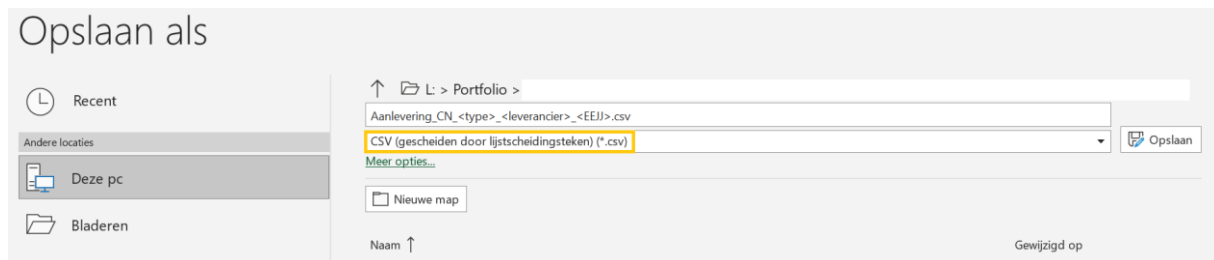 Opslaan als
Recent
Andere locaties
Deze pc
Bladeren
L: > Portfolio >
Aanlevering_CN_<type>_<leverancier>_<EEJJ>.csv
CSV (gescheiden door lijstscheidingsteken) (*.csv)
Opslaan
Meer opties...
Nieuwe map
Naam ↑
Gewijzigd op